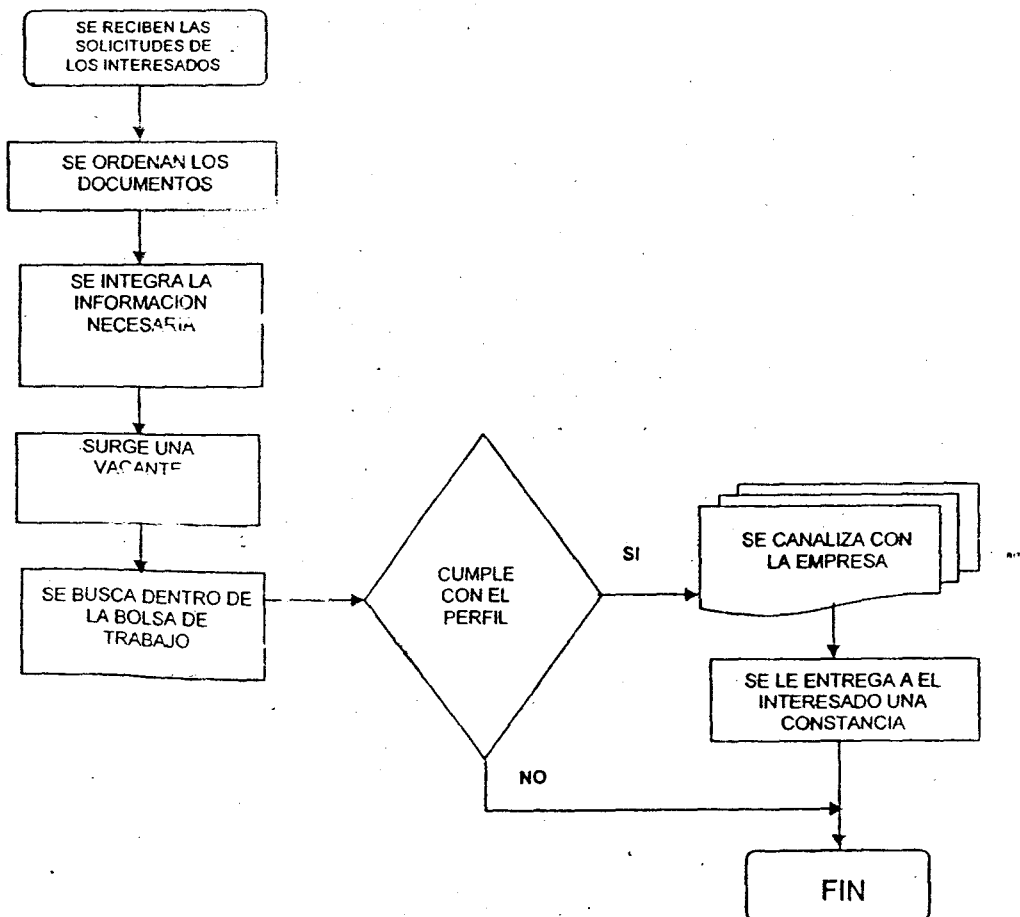 SE RECIBEN LAS
SOLICITUDES DE
LOS INTERESADOS
SE ORDENAN LOS
DOCUMENTOS
SE INTEGRA LA
INFORMACION
NECESARIA
SURGE UNA
VACANTE
SE BUSCA DENTRO DE
LA BOLSA DE
TRABAJO
CUMPLE
CON EL
PERFIL
SI
SE CANALIZA CON
LA EMPRESA
SE LE ENTREGA A EL
INTERESADO UNA
CONSTANCIA
NO
FIN